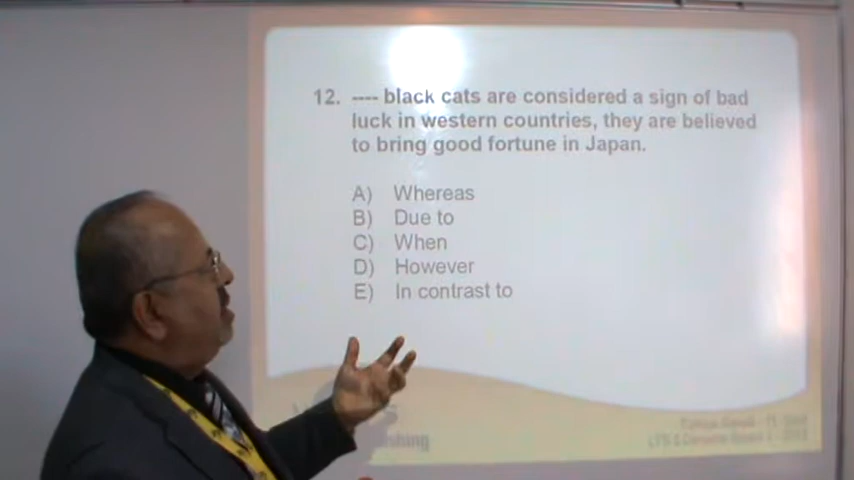 12. ---- black cats are considered a sign of bad
luck in western countries, they are believed
to bring good fortune in Japan.
A) Whereas
B) Due to
C) When
D) However
E) In contrast to